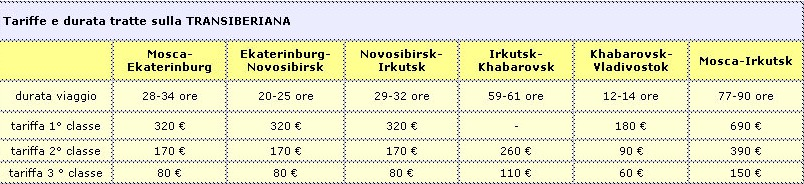 Tariffe e durata tratte sulla TRANSIBERIANA
Mosca-Ekaterinburg Ekaterinburg-Novosibirsk Novosibirsk-Irkutsk Irkutsk-Khabarovsk Khabarovsk-Vladivostok Mosca-Irkutsk
durata viaggio 28-34 ore 20-25 ore 29-32 ore 59-61 ore 12-14 ore 77-90 ore
tariffa 1° classe 320 € 320 € 320 € - 180 € 690 €
tariffa 2° classe 170 € 170 € 170 € 260 € 90 € 390 €
tariffa 3 ° classe 80 € 80 € 80 € 110 € 60 € 150 €